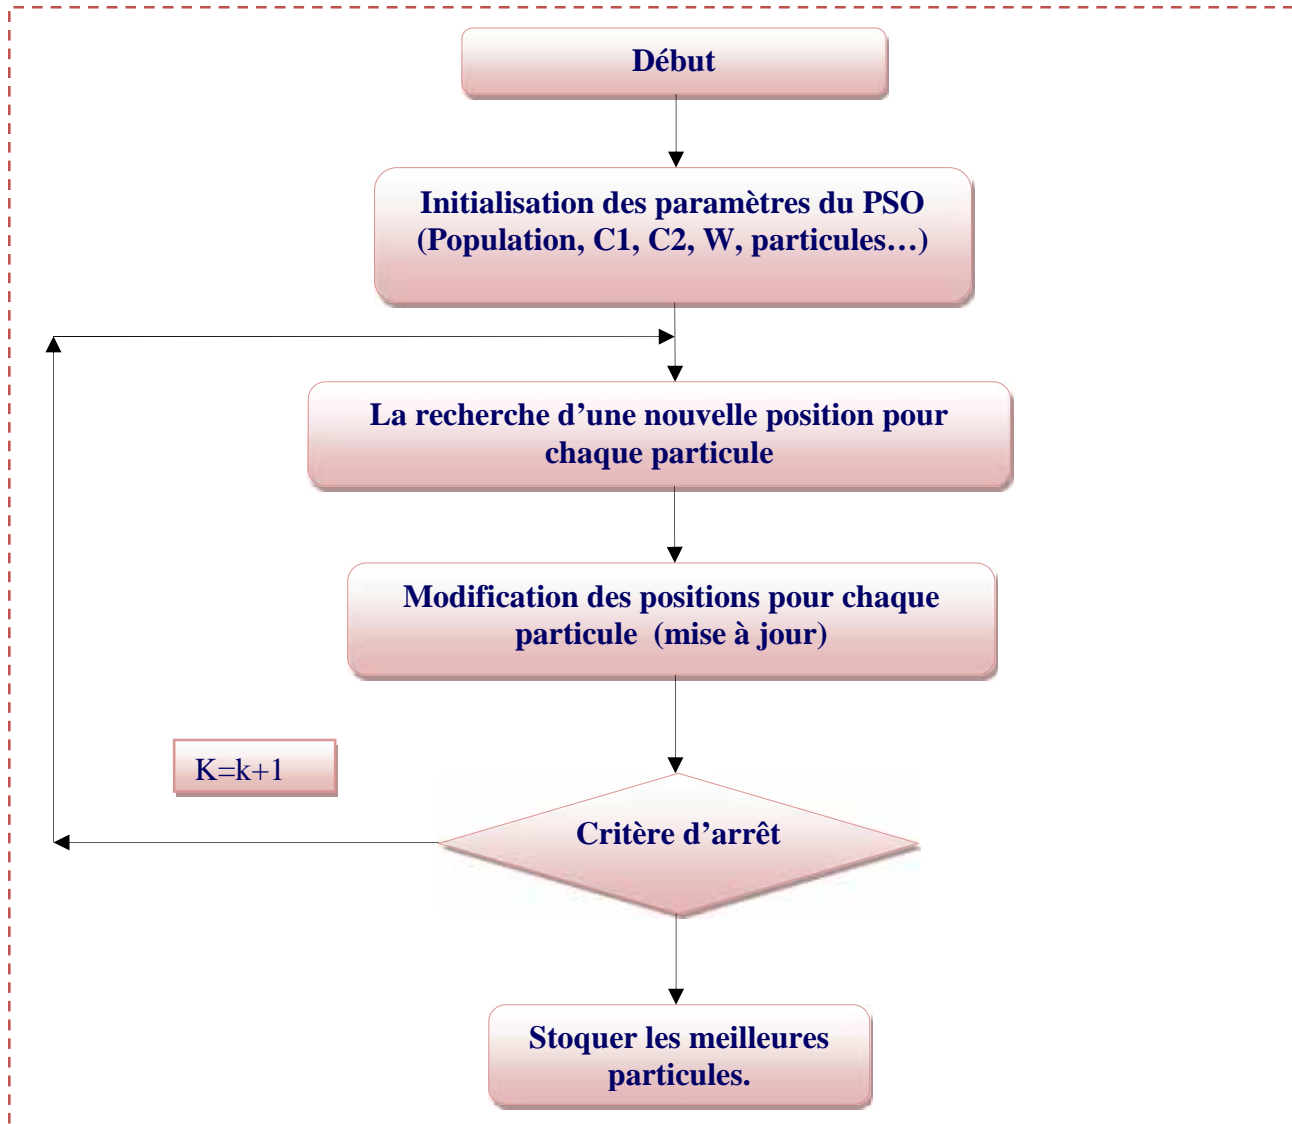 Début
Initialisation des paramètres du PSO
(Population, C1, C2, W, particules…)
La recherche d’une nouvelle position pour
chaque particule
Modification des positions pour chaque
particule (mise à jour)
K=k+1
Critère d’arrêt
Stoquer les meilleures
particules.